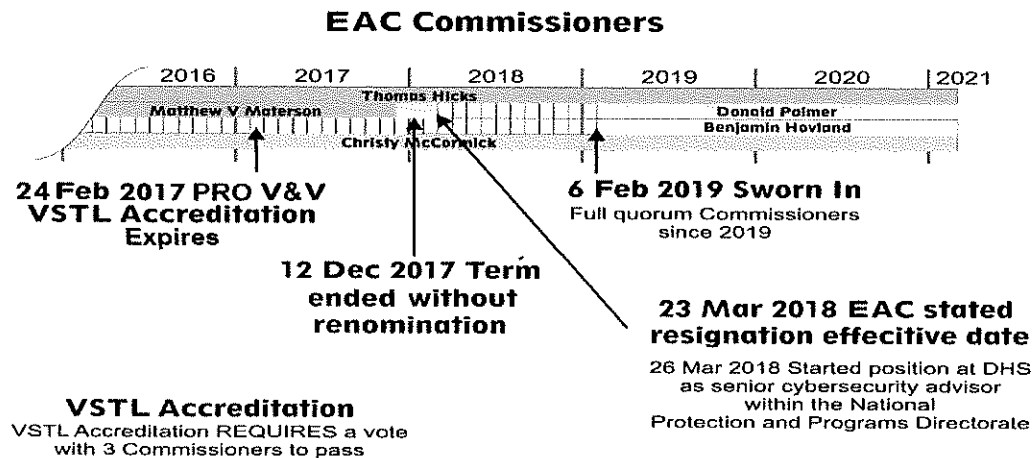 EAC Commissioners
2016 2017 2018 2019 2020 2021
Thomas Hicks
Matthew V Materson
Donald Palmer
Benjamin Hovland
Christy McCormick
24 Feb 2017 PRO V&V
VSTL Accreditation
Expires
6 Feb 2019 Sworn In
Full quorum Commissioners
since 2019
12 Dec 2017 Term
ended without
renomination
23 Mar 2018 EAC stated
resignation effecitive date
26 Mar 2018 Started position at DHS
as senior cybersecurity advisor
within the National
Protection and Programs Directorale
VSTL Accreditation
VSTL Accreditation REQUIRES a vote
with 3 Commissioners to pass